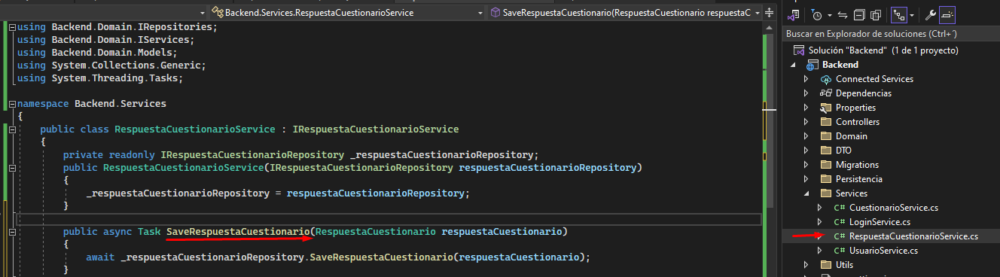 Backend.Services.RespuestaCuestionarioService
SaveRespuestaCuestionario(RespuestaCuestionario respuestaC
using Backend.Domain.IRepositories;
using Backend.Domain.IServices;
using Backend.Domain.Models;
using System.Collections.Generic;
using System.Threading.Tasks;
namespace Backend.Services
{
public class RespuestaCuestionarioService : IRespuestaCuestionarioService
{
private readonly IRespuestaCuestionarioRepository _respuestaCuestionarioRepository;
public RespuestaCuestionarioService(IRespuestaCuestionarioRepository respuestaCuestionarioRepository)
{
_respuestaCuestionarioRepository = respuestaCuestionarioRepository;
}
public async Task SaveRespuestaCuestionario(RespuestaCuestionario respuestaCuestionario)
{
await _respuestaCuestionarioRepository.SaveRespuestaCuestionario(respuestaCuestionario);
}
Buscar en Explorador de soluciones (Ctrl+´)
Solución "Backend" (1 de 1 proyecto)
Backend
Connected Services
Dependencias
Properties
Controllers
Domain
DTO
Migrations
Persistencia
Services
C# CuestionarioService.cs
C# LoginService.cs
C# RespuestaCuestionarioService.cs
C# UsuarioService.cs
Utils